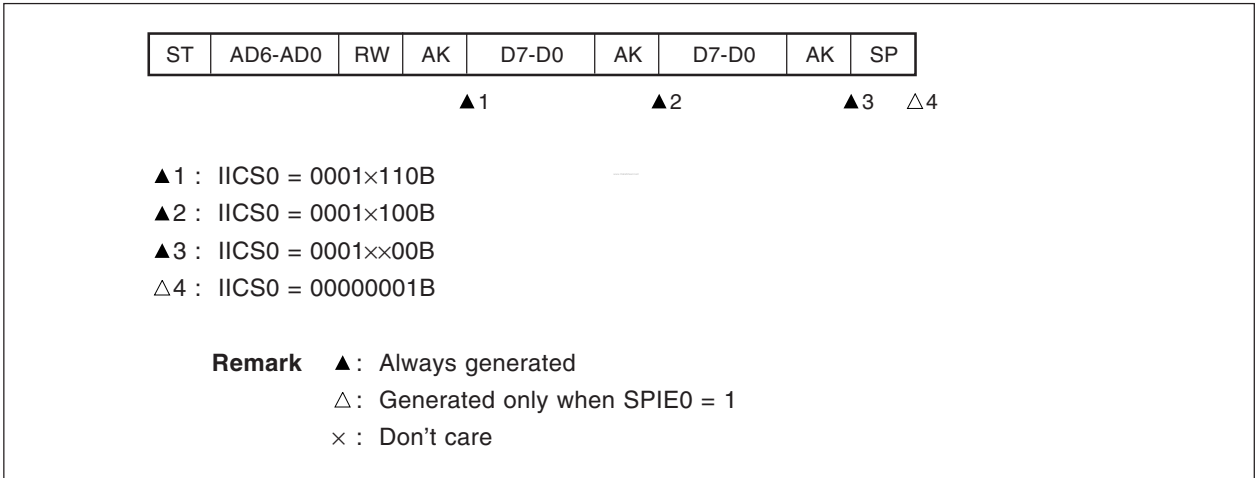 ST AD6-AD0 RW AK D7-D0 AK D7-D0 AK SP
▲1 ▲2 ▲3 △4
▲1 : IICS0 = 0001×110B
▲2 : IICS0 = 0001×100B
▲3 : IICS0 = 0001××00B
△4 : IICS0 = 00000001B
Remark ▲ : Always generated
△ : Generated only when SPIE0 = 1
× : Don't care